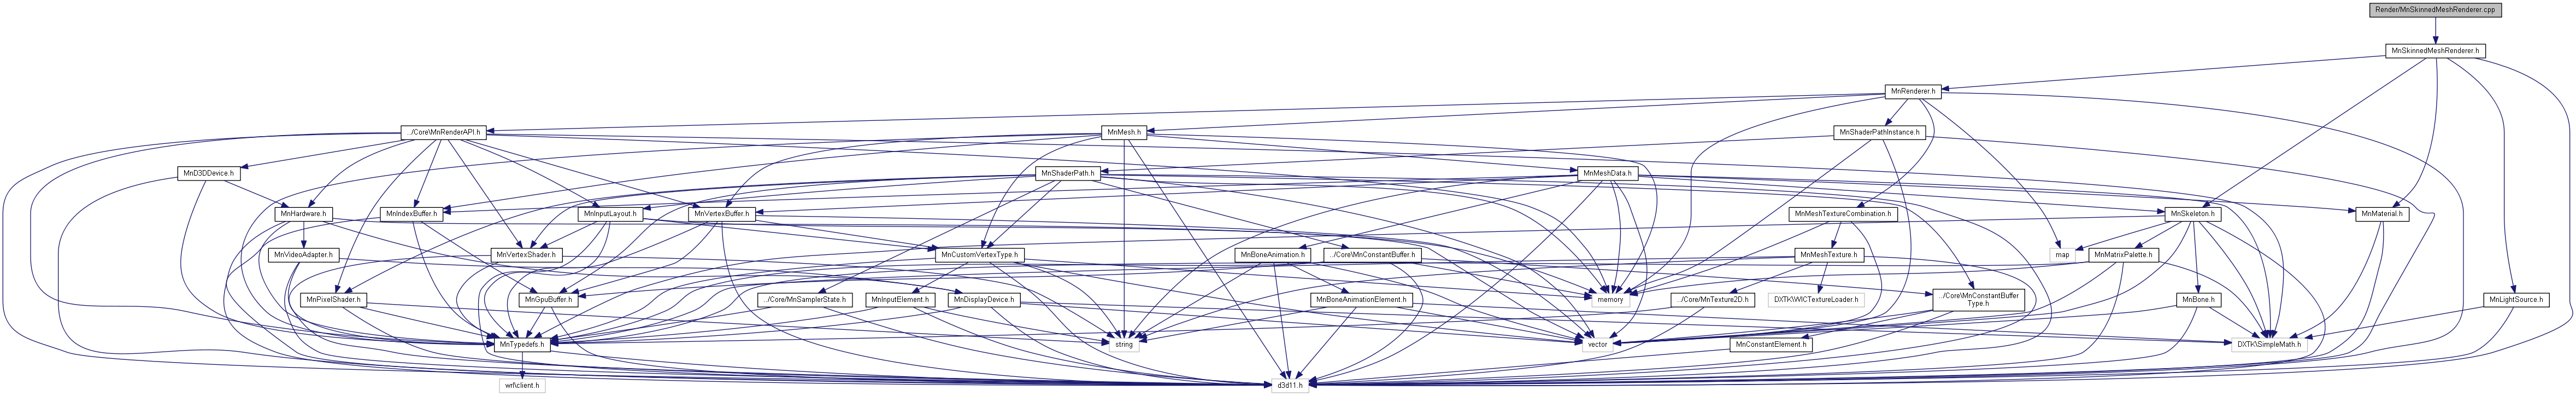 Render/MnSkinnedMeshRenderer.cpp
MnSkinnedMeshRenderer.h
MnRenderer.h
../Core\MnRenderAPI.h
MnMesh.h
MnShaderPathInstance.h
MnD3DDevice.h
MnShaderPath.h
MnMeshData.h
MnHardware.h
MnIndexBuffer.h
MnInputLayout.h
MnVertexBuffer.h
MnMeshTextureCombination.h
MnSkeleton.h
MnMaterial.h
MnVideoAdapter.h
MnVertexShader.h
MnCustomVertexType.h
MnBoneAnimation.h
../Core\MnConstantBuffer.h
MnMeshTexture.h
map
MnMatrixPalette.h
MnPixelShader.h
MnGpuBuffer.h
../Core/MnSamplerState.h
MnInputElement.h
MnDisplayDevice.h
MnBoneAnimationElement.h
memory
../Core/MnTexture2D.h
DXTK\WICTextureLoader.h
../Core\MnConstantBuffer
Type.h
MnBone.h
MnLightSource.h
MnTypedefs.h
string
vector
MnConstantElement.h
DXTK\SimpleMath.h
wrl\client.h
d3d11.h